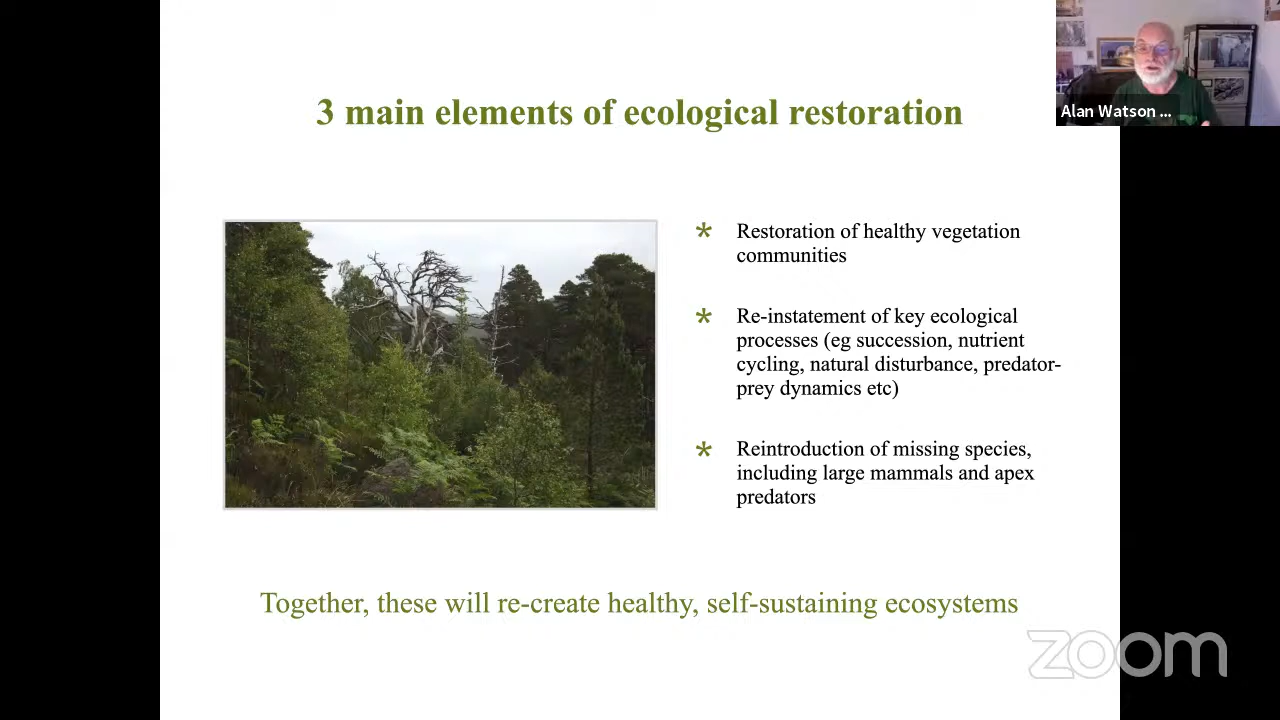 3 main elements of ecological restoration
Alan Watson ...
* Restoration of healthy vegetation
communities
* Re-instatement of key ecological
processes (eg succession, nutrient
cycling, natural disturbance, predator-
prey dynamics etc)
* Reintroduction of missing species,
including large mammals and apex
predators
Together, these will re-create healthy, self-sustaining ecosystems
zoom